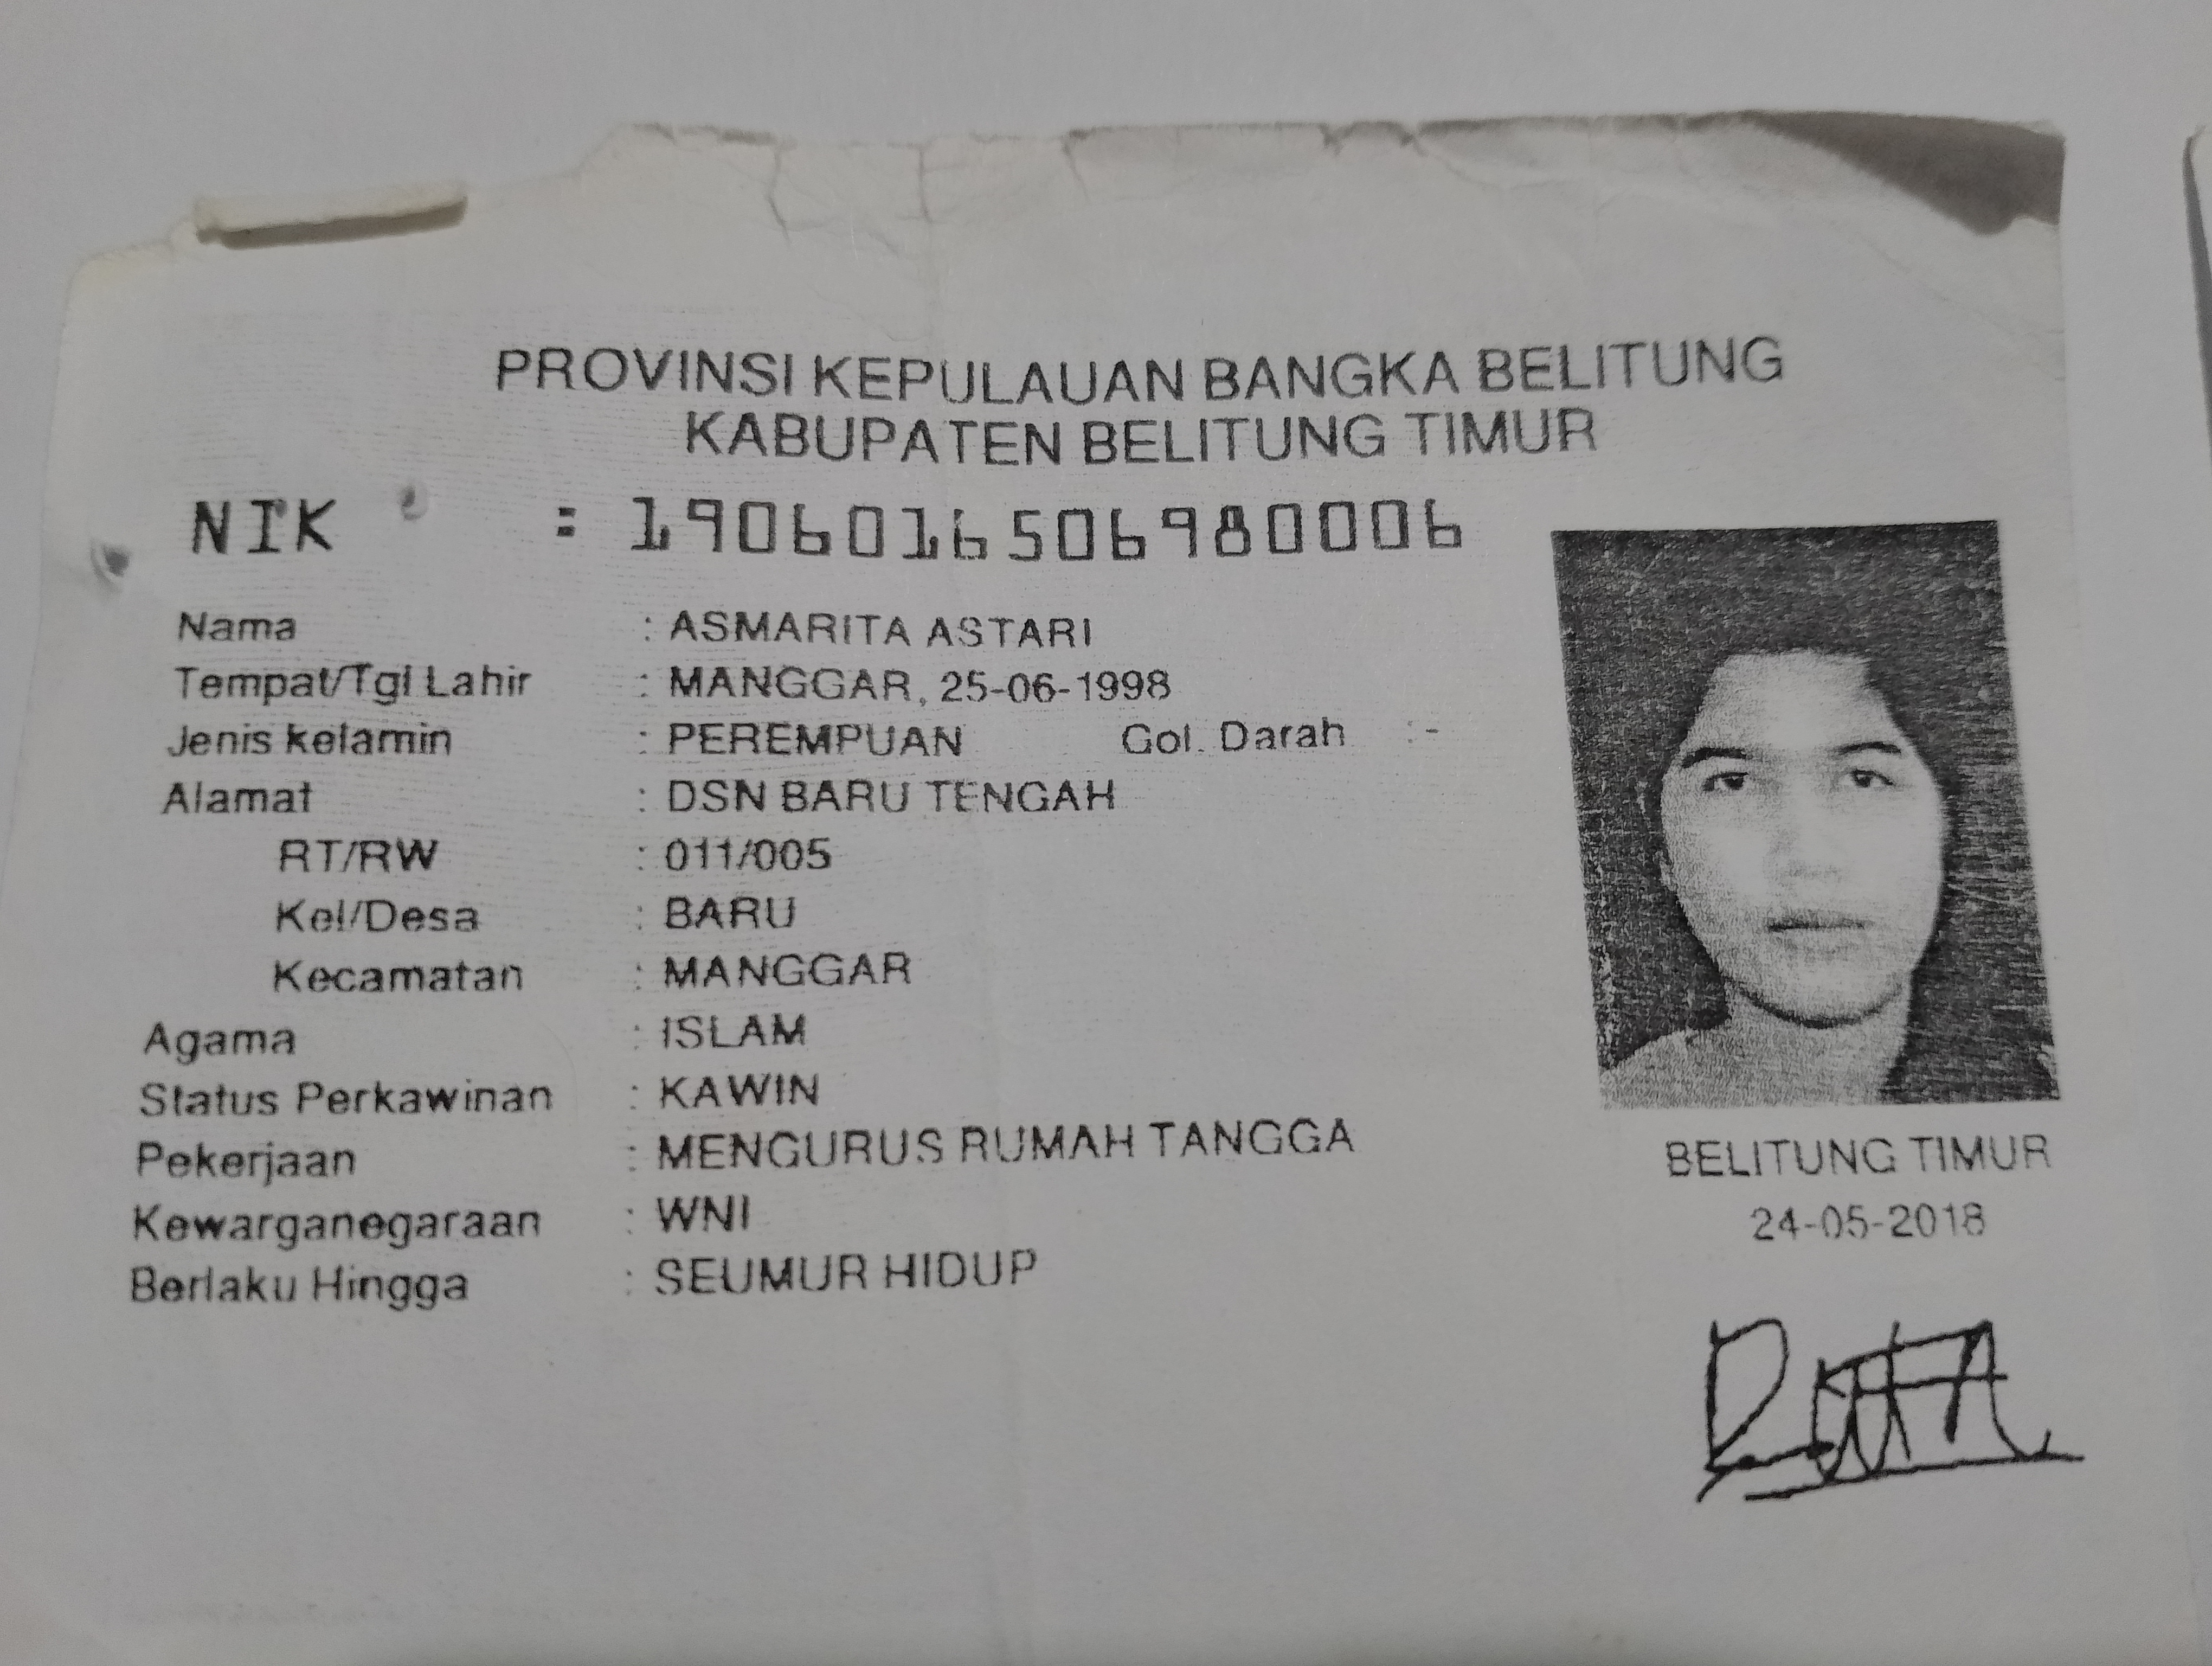 PROVINSI KEPULAUAN BANGKA BELITUNG
KABUPATEN BELITUNG TIMUR
NIK : 1906016506980006
Nama : ASMARITA ASTARI
Tempat/Tgl Lahir : MANGGAR, 25-06-1998
Jenis kelamin : PEREMPUAN Gol. Darah : -
Alamat : DSN BARU TENGAH
RT/RW : 011/005
Kel/Desa : BARU
Kecamatan : MANGGAR
Agama : ISLAM
Status Perkawinan : KAWIN
Pekerjaan : MENGURUS RUMAH TANGGA
Kewarganegaraan : WNI
Berlaku Hingga : SEUMUR HIDUP
BELITUNG TIMUR
24-05-2018